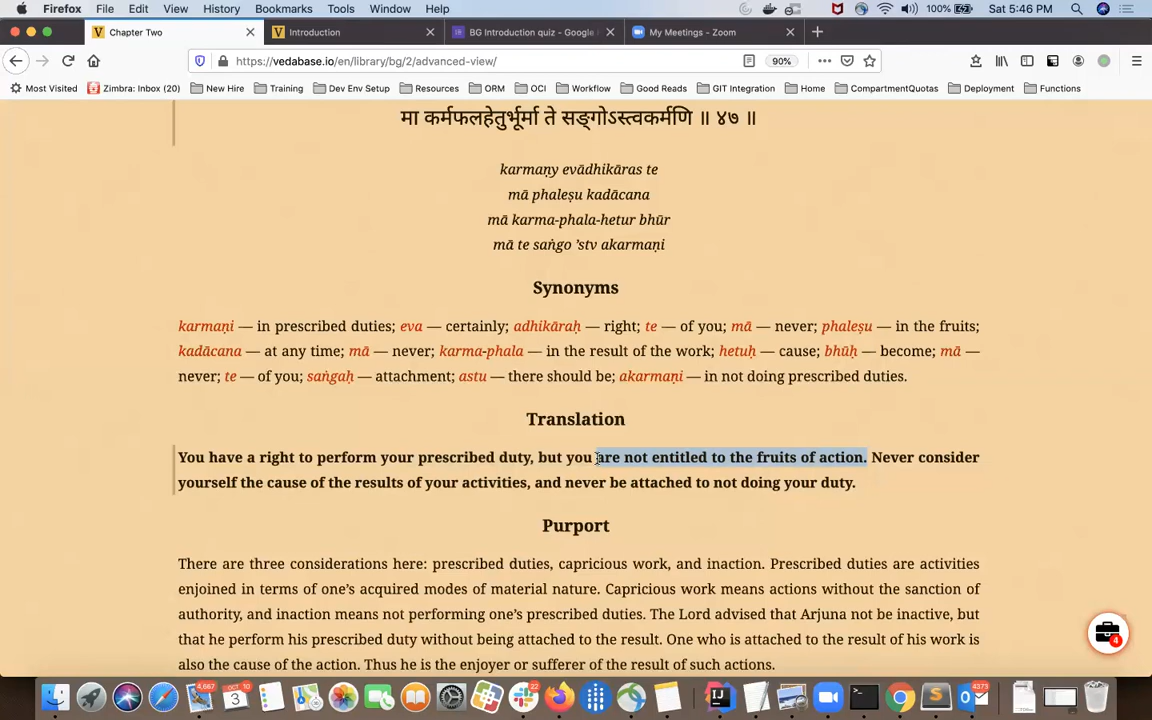 Firefox File Edit View History Bookmarks Tools Window Help 100% Sat 5:46 PM
Chapter Two Introduction BG Introduction quiz - Google My Meetings - Zoom
https://vedabase.io/en/library/bg/2/advanced-view/ 90%
Most Visited Zimbra: Inbox (20) New Hire Training Dev Env Setup Resources ORM OCI Workflow Good Reads GIT Integration CompartmentQuotas Deployment Functions
मा कर्मफलहेतुर्भूर्मा ते सङ्गोऽस्त्वकर्मणि ॥ ४७ ॥
karmaṇy evādhikāras te
mā phaleṣu kadācana
mā karma-phala-hetur bhūr
mā te saṅgo ’stv akarmaṇi
Synonyms
karmaṇi — in prescribed duties; eva — certainly; adhikāraḥ — right; te — of you; mā — never; phaleṣu — in the fruits;
kadācana — at any time; mā — never; karma-phala — in the result of the work; hetuḥ — cause; bhūḥ — become; mā —
never; te — of you; saṅgaḥ — attachment; astu — there should be; akarmaṇi — in not doing prescribed duties.
Translation
You have a right to perform your prescribed duty, but you are not entitled to the fruits of action. Never consider
yourself the cause of the results of your activities, and never be attached to not doing your duty.
Purport
There are three considerations here: prescribed duties, capricious work, and inaction. Prescribed duties are activities
enjoined in terms of one’s acquired modes of material nature. Capricious work means actions without the sanction of
authority, and inaction means not performing one’s prescribed duties. The Lord advised that Arjuna not be inactive, but
that he perform his prescribed duty without being attached to the result. One who is attached to the result of his work is
also the cause of the action. Thus he is the enjoyer or sufferer of the result of such actions.
4
4,667 OCT 10 3 22 4373